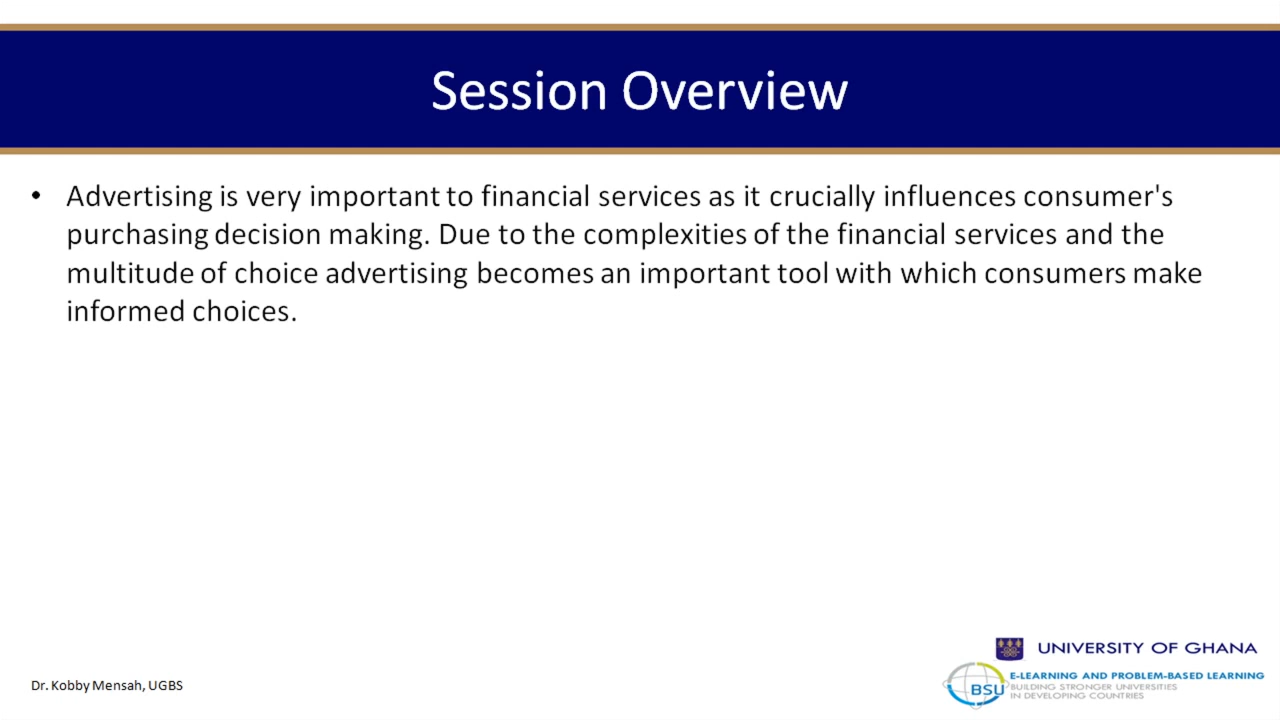 Session Overview
• Advertising is very important to financial services as it crucially influences consumer's
purchasing decision making. Due to the complexities of the financial services and the
multitude of choice advertising becomes an important tool with which consumers make
informed choices.
UNIVERSITY OF GHANA
BSU
E-LEARNING AND PROBLEM-BASED LEARNING
BUILDING STRONGER UNIVERSITIES
IN DEVELOPING COUNTRIES
Dr. Kobby Mensah, UGBS